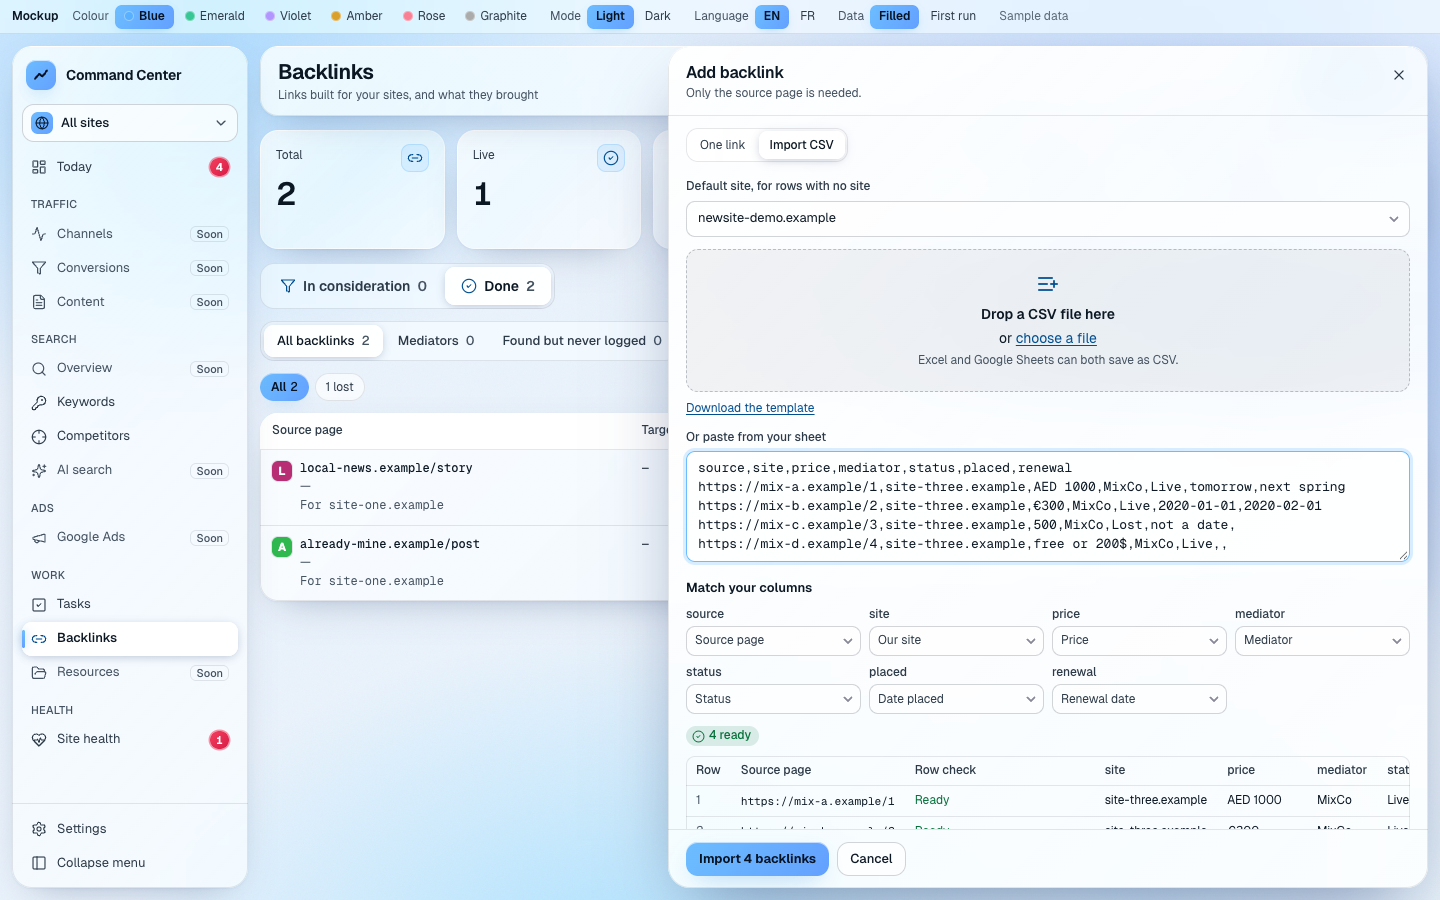 Mockup Colour Blue Emerald Violet Amber Rose Graphite Mode Light Dark Language EN FR Data Filled First run Sample data
Command Center
All sites
Today 4
TRAFFIC
Channels Soon
Conversions Soon
Content Soon
SEARCH
Overview Soon
Keywords
Competitors
AI search Soon
ADS
Google Ads Soon
WORK
Tasks
Backlinks
Resources Soon
HEALTH
Site health 1
Settings
Collapse menu
Backlinks
Links built for your sites, and what they brought
Total
2
Live
1
In consideration 0 Done 2
All backlinks 2 Mediators 0 Found but never logged 0
All 2 1 lost
Source page
L local-news.example/story –
—
For site-one.example
A already-mine.example/post –
—
For site-one.example
Add backlink
Only the source page is needed.
One link Import CSV
Default site, for rows with no site
newsite-demo.example
Drop a CSV file here
or choose a file
Excel and Google Sheets can both save as CSV.
Download the template
Or paste from your sheet
source,site,price,mediator,status,placed,renewal
https://mix-a.example/1,site-three.example,AED 1000,MixCo,Live,tomorrow,next spring
https://mix-b.example/2,site-three.example,€300,MixCo,Live,2020-01-01,2020-02-01
https://mix-c.example/3,site-three.example,500,MixCo,Lost,not a date,
https://mix-d.example/4,site-three.example,free or 200$,MixCo,Live,,
Match your columns
source site price mediator
Source page Our site Price Mediator
status placed renewal
Status Date placed Renewal date
4 ready
Row Source page Row check site price mediator stat
1 https://mix-a.example/1 Ready site-three.example AED 1000 MixCo Live
Import 4 backlinks Cancel